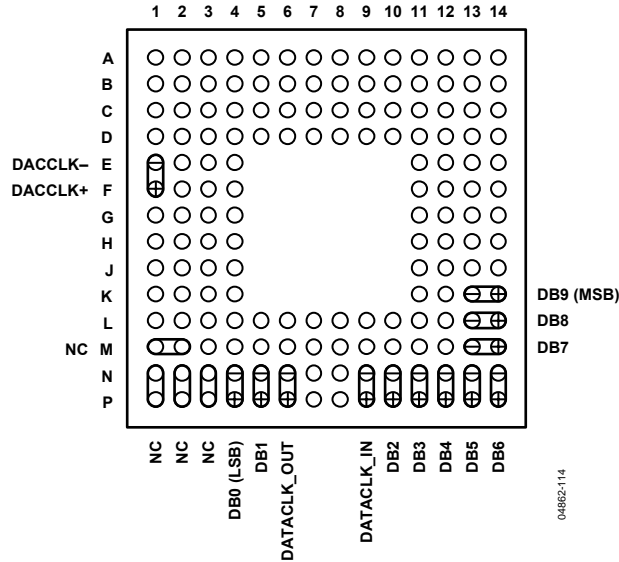 1 2 3 4 5 6 7 8 9 10 11 12 13 14
A
B
C
D
DACCLK– E
DACCLK+ F
G
H
J
K DB9 (MSB)
L DB8
NC M DB7
N
P
NC
NC
NC
DB0 (LSB)
DB1
DATACLK_OUT
DATACLK_IN
DB2
DB3
DB4
DB5
DB6
04862-114